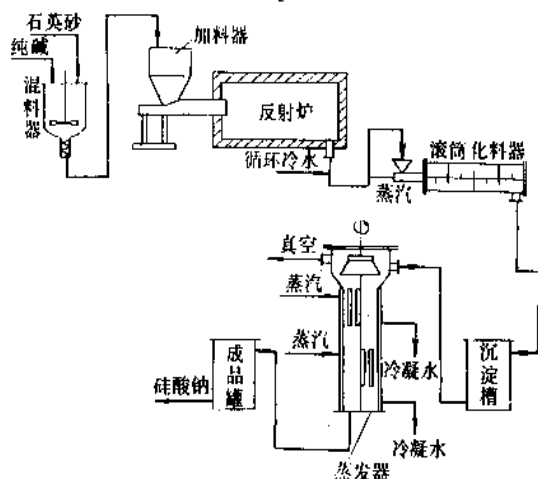 石英砂
纯碱
混料器
加料器
反射炉
循环冷水
蒸汽
滚筒化料器
真空
蒸汽
蒸汽
冷凝水
沉淀槽
成品罐
硅酸钠
冷凝水
蒸发器